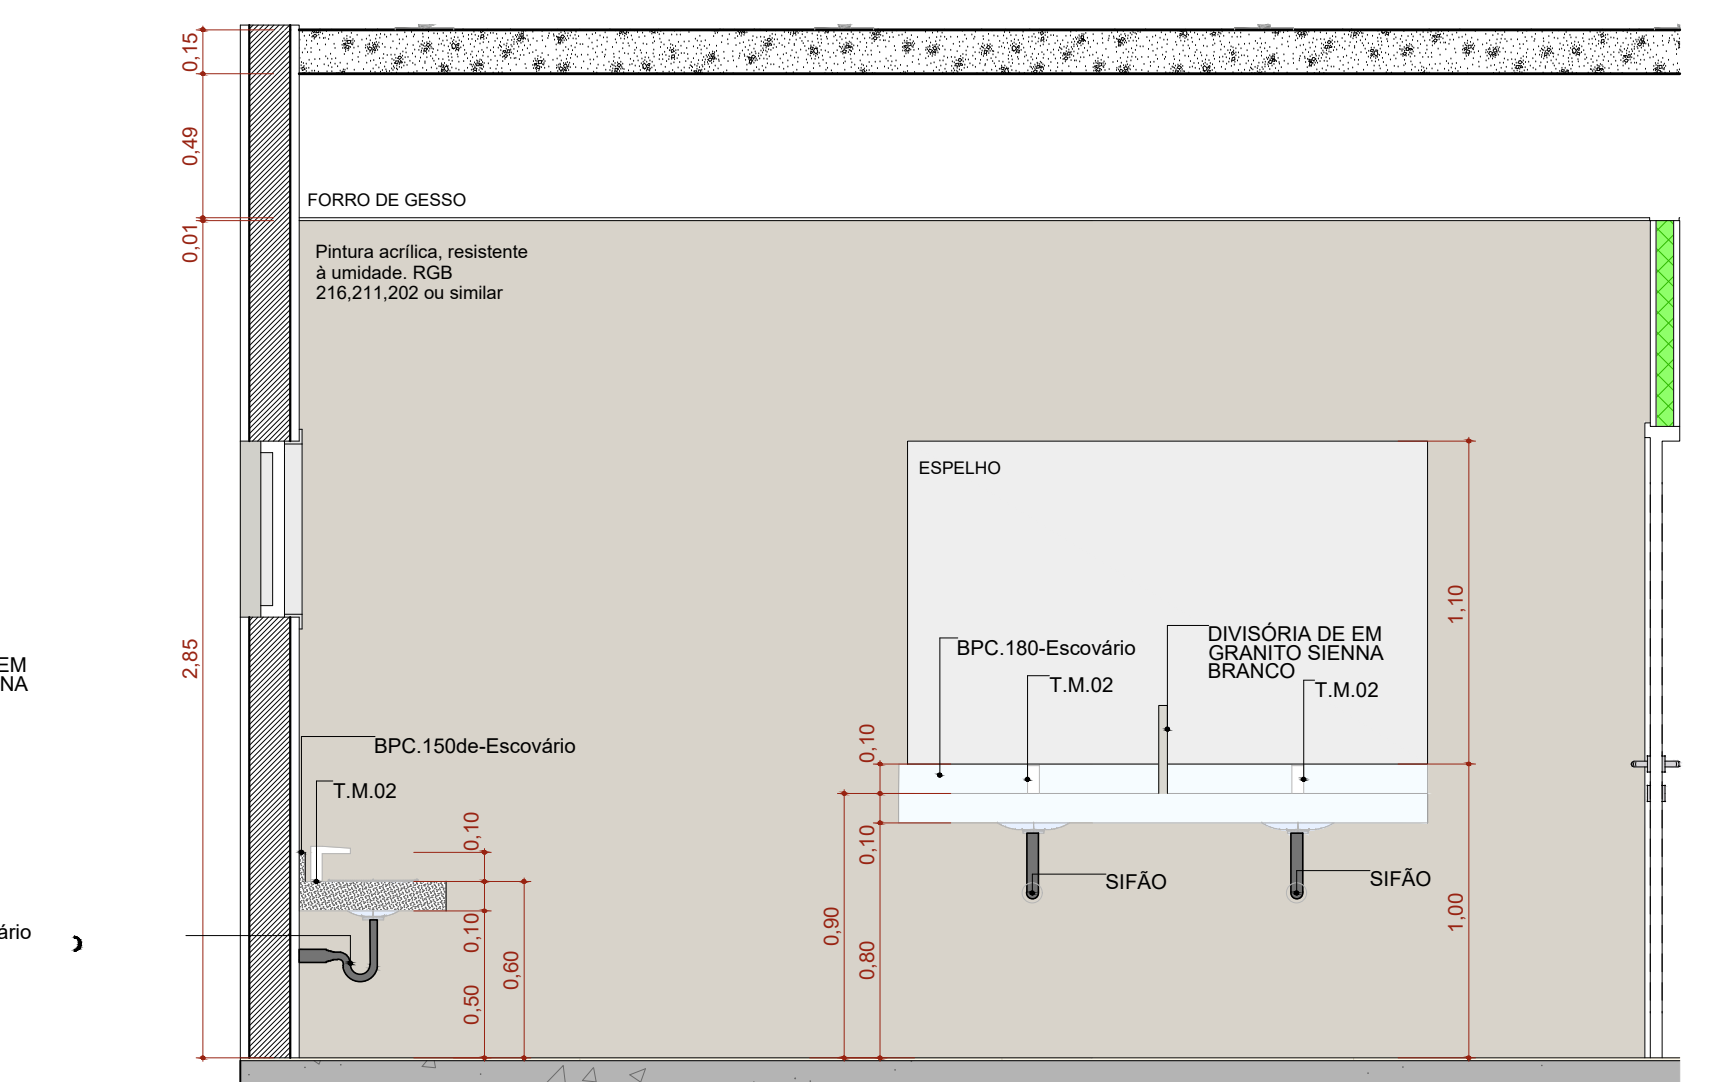 0,15
0,49
FORRO DE GESSO
0,01
Pintura acrílica, resistente
à umidade. RGB
216,211,202 ou similar
ESPELHO
1,10
2,85
EM
NA
BPC.180-Escovário
DIVISÓRIA DE EM
GRANITO SIENNA
BRANCO
T.M.02
T.M.02
BPC.150de-Escovário
0,10
T.M.02
0,10
0,10
SIFÃO
SIFÃO
ário
0,10
0,90
1,00
0,80
0,60
0,50